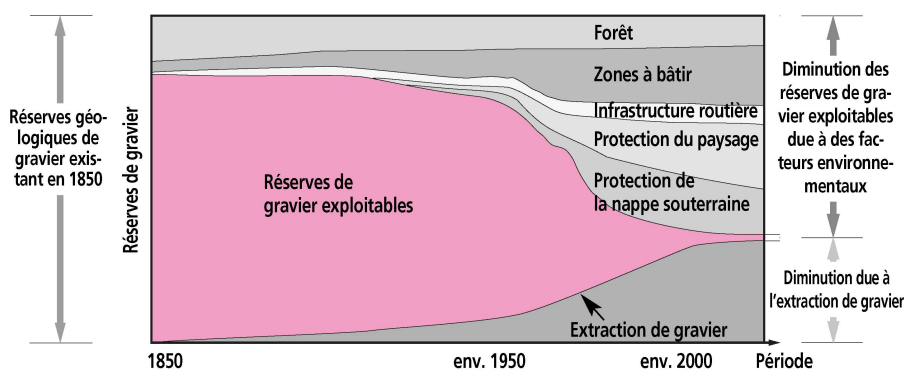 Réserves géo-
logiques de
gravier exis-
tant en 1850
Réserves de gravier
Forêt
Zones à bâtir
Infrastructure routière
Protection du paysage
Protection de
la nappe souterraine
Réserves de
gravier exploitables
Extraction de gravier
Diminution des
réserves de gra-
vier exploitables
due à des fac-
teurs environne-
mentaux
Diminution due à
l'extraction de gravier
1850
env. 1950
env. 2000
Période